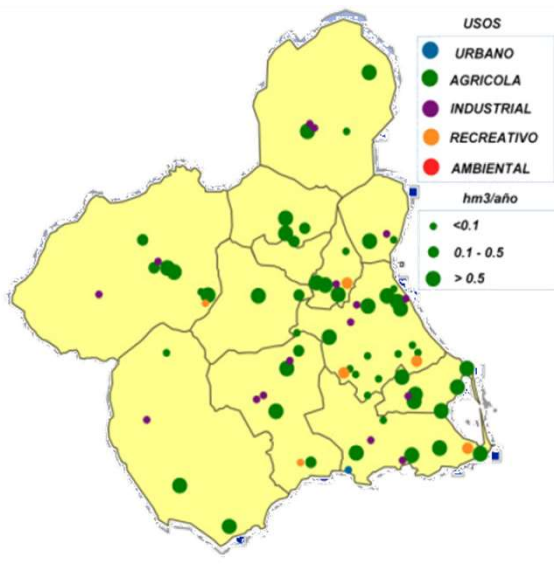 USOS
URBANO
AGRICOLA
INDUSTRIAL
RECREATIVO
AMBIENTAL
hm3/año
<0.1
0.1 - 0.5
> 0.5